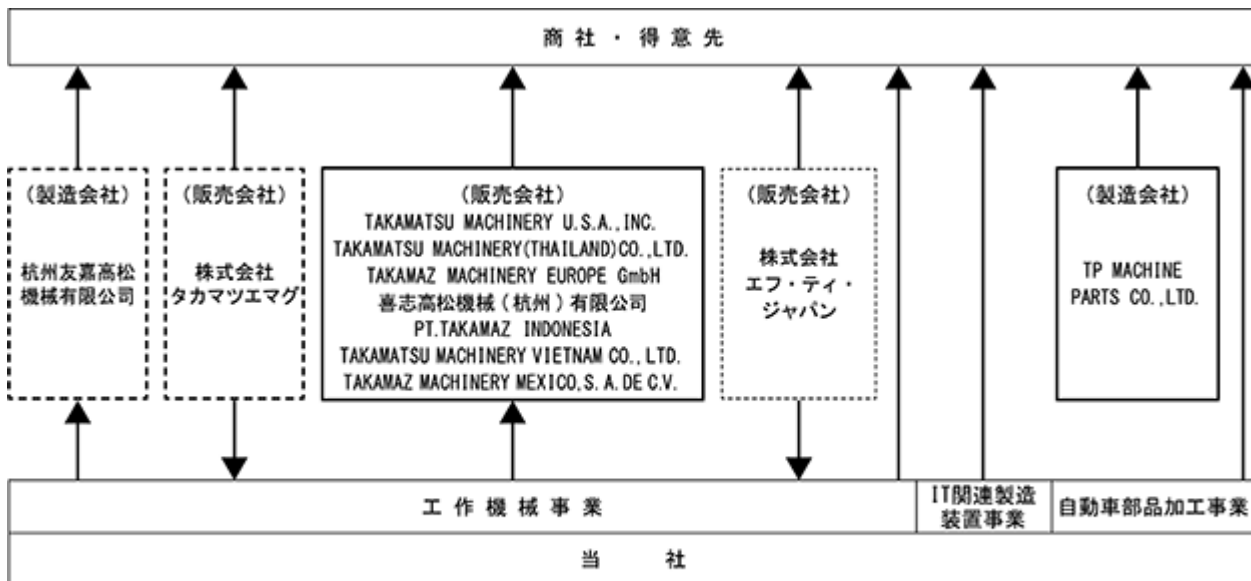 商社・得意先
(製造会社)
杭州友嘉高松
機械有限公司
(販売会社)
株式会社
タカマツエマグ
(販売会社)
TAKAMATSU MACHINERY U.S.A.,INC.
TAKAMATSU MACHINERY(THAILAND)CO.,LTD.
TAKAMAZ MACHINERY EUROPE GmbH
喜志高松機械(杭州)有限公司
PT.TAKAMAZ INDONESIA
TAKAMATSU MACHINERY VIETNAM CO.,LTD.
TAKAMAZ MACHINERY MEXICO,S.A.DE C.V.
(販売会社)
株式会社
エフ・ティ・
ジャパン
(製造会社)
TP MACHINE
PARTS CO.,LTD.
工作機械事業
IT関連製造
装置事業
自動車部品加工事業
当社